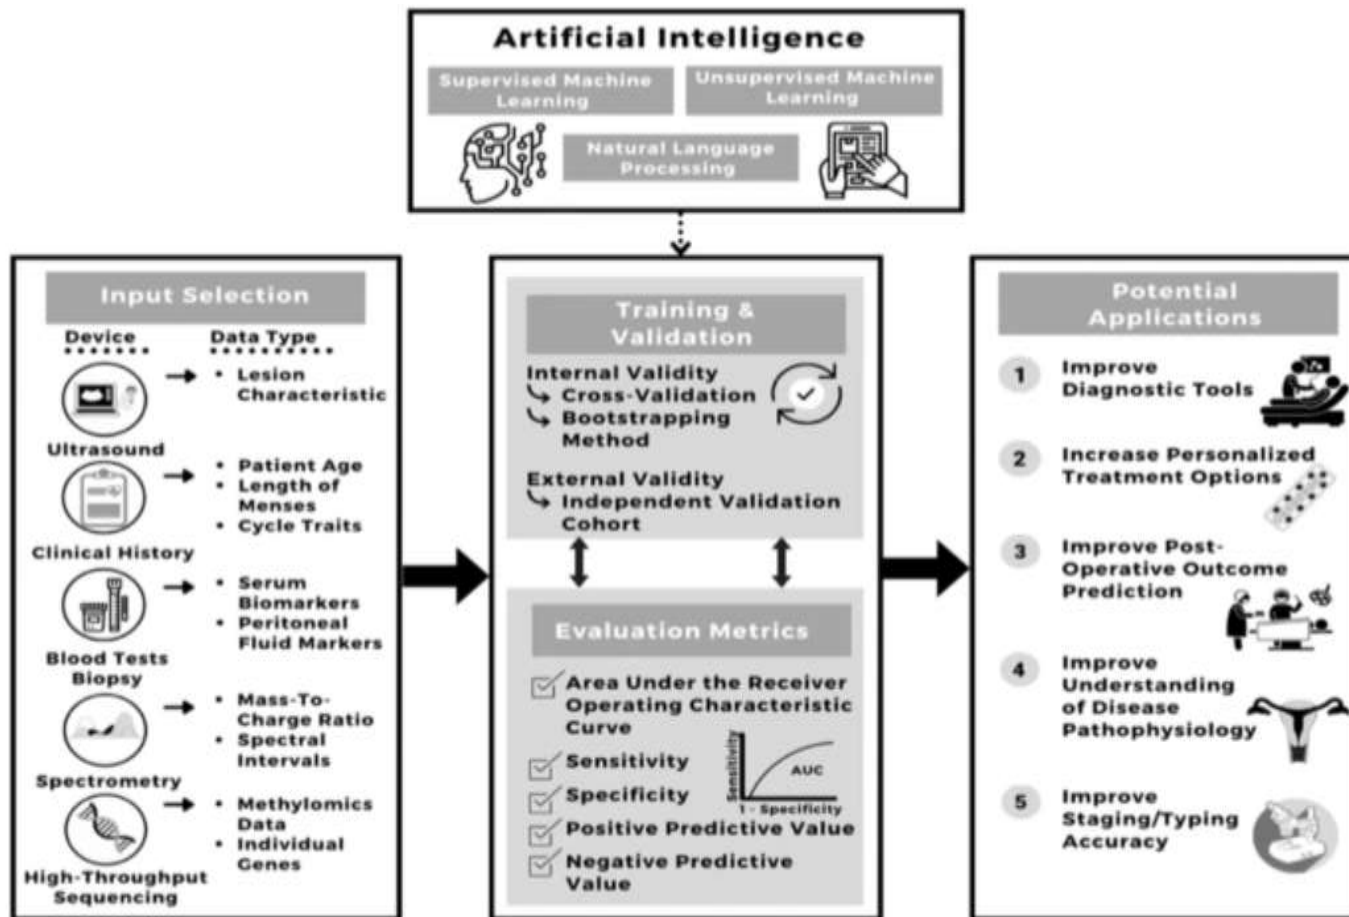 Artificial Intelligence
Supervised Machine
Learning
Unsupervised Machine
Learning
Natural Language
Processing
Input Selection
Device
Data Type
• Lesion
Characteristic
Ultrasound
• Patient Age
• Length of
Menses
• Cycle Traits
Clinical History
• Serum
Biomarkers
• Peritoneal
Fluid Markers
Blood Tests
Biopsy
• Mass-To-
Charge Ratio
• Spectral
Intervals
Spectrometry
• Methylomics
Data
• Individual
Genes
High-Throughput
Sequencing
Training &
Validation
Internal Validity
Cross-Validation
Bootstrapping
Method
External Validity
Independent Validation
Cohort
Evaluation Metrics
Area Under the Receiver
Operating Characteristic
Curve
Sensitivity
Specificity
Positive Predictive Value
Negative Predictive
Value
Sensitivity
AUC
1 - Specificity
Potential
Applications
1 Improve
Diagnostic Tools
2 Increase Personalized
Treatment Options
3 Improve Post-
Operative Outcome
Prediction
4 Improve
Understanding
of Disease
Pathophysiology
5 Improve
Staging/Typing
Accuracy